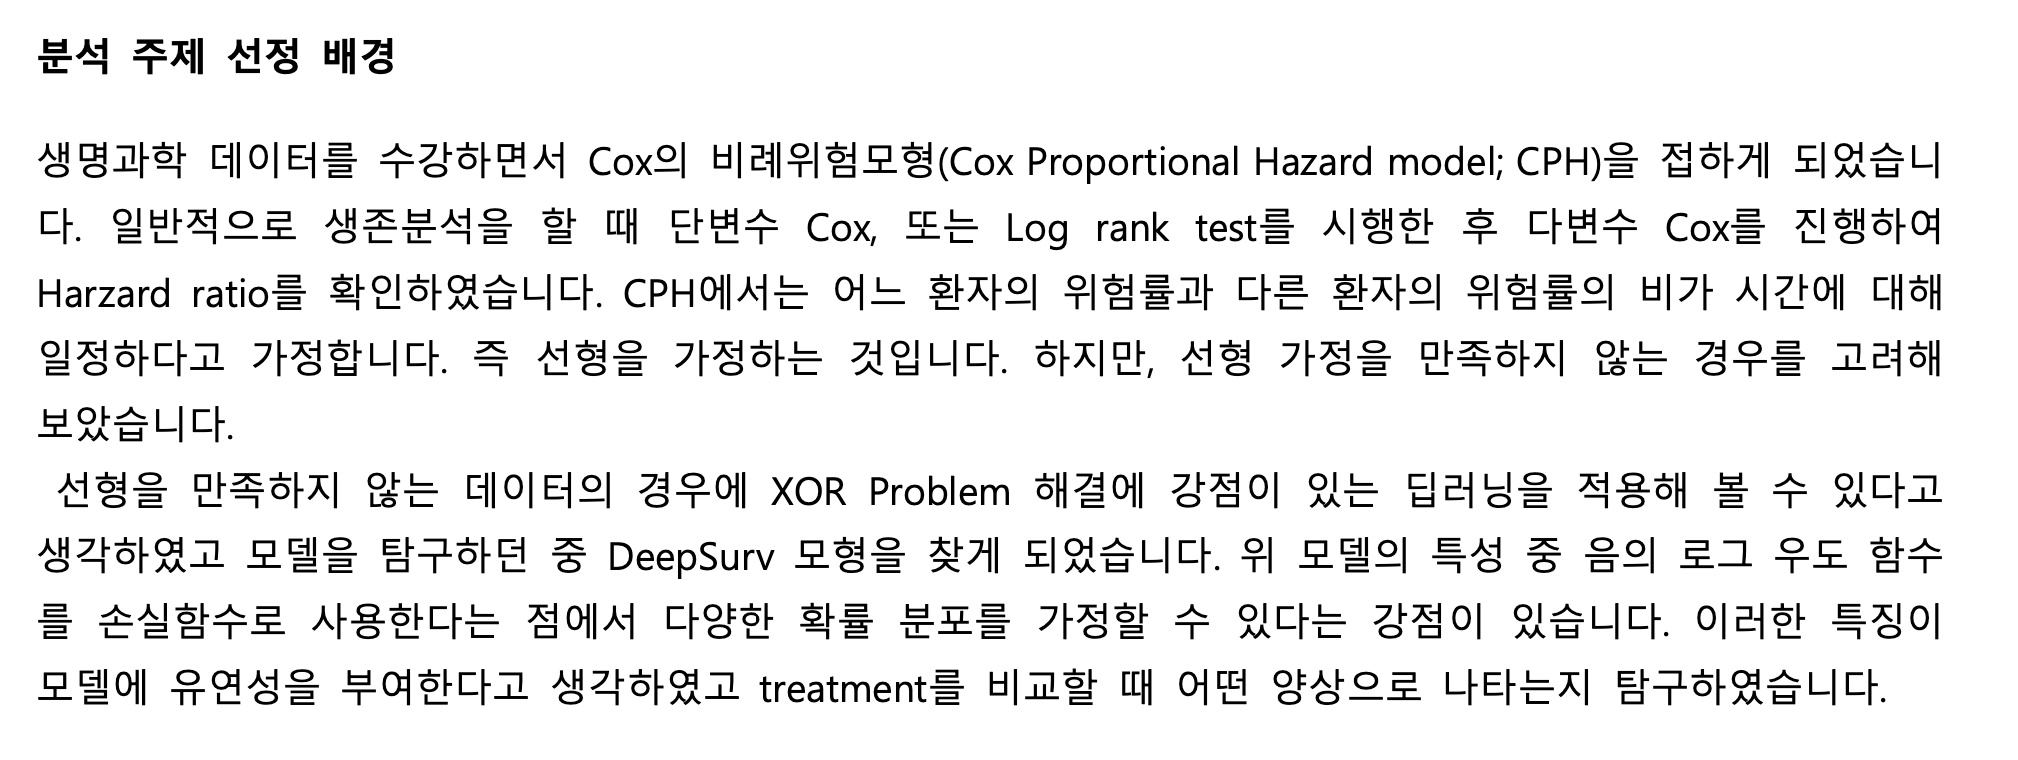 분석 주제 선정 배경
생명과학 데이터를 수강하면서 Cox의 비례위험모형(Cox Proportional Hazard model; CPH)을 접하게 되었습니
다. 일반적으로 생존분석을 할 때 단변수 Cox, 또는 Log rank test를 시행한 후 다변수 Cox를 진행하여
Harzard ratio를 확인하였습니다. CPH에서는 어느 환자의 위험률과 다른 환자의 위험률의 비가 시간에 대해
일정하다고 가정합니다. 즉 선형을 가정하는 것입니다. 하지만, 선형 가정을 만족하지 않는 경우를 고려해
보았습니다.
선형을 만족하지 않는 데이터의 경우에 XOR Problem 해결에 강점이 있는 딥러닝을 적용해 볼 수 있다고
생각하였고 모델을 탐구하던 중 DeepSurv 모형을 찾게 되었습니다. 위 모델의 특성 중 음의 로그 우도 함수
를 손실함수로 사용한다는 점에서 다양한 확률 분포를 가정할 수 있다는 강점이 있습니다. 이러한 특징이
모델에 유연성을 부여한다고 생각하였고 treatment를 비교할 때 어떤 양상으로 나타는지 탐구하였습니다.